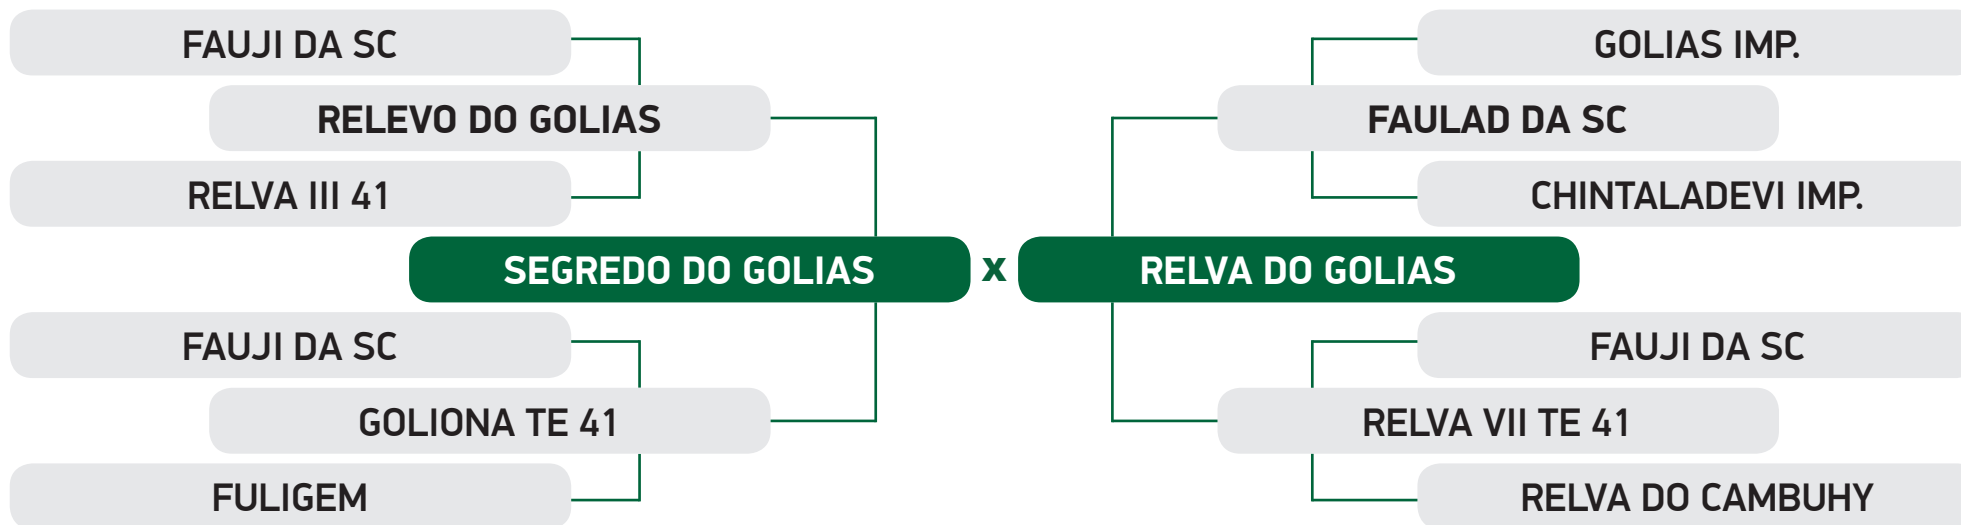 FAUJI DA SC
GOLIAS IMP.
RELEVO DO GOLIAS
FAULAD DA SC
RELVA III 41
CHINTALADEVI IMP.
SEGREDO DO GOLIAS x RELVA DO GOLIAS
FAUJI DA SC
FAUJI DA SC
GOLIONA TE 41
RELVA VII TE 41
FULIGEM
RELVA DO CAMBUHY